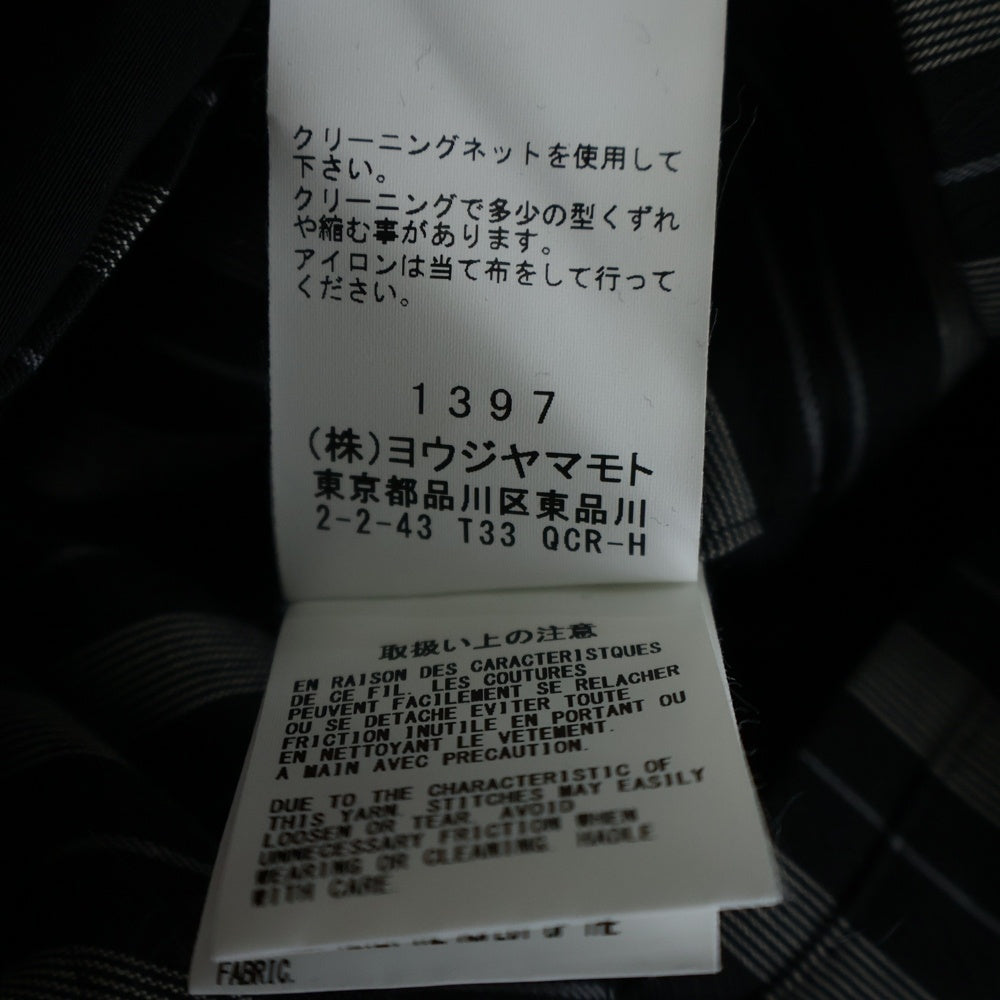 クリーニングネットを使用して
下さい。
クリーニングで多少の型くずれ
や縮む事があります。
アイロンは当て布をして行って
ください。
1397
(株)ヨウジヤマモト
東京都品川区東品川
2-2-43 T33 QCR-H
取扱い上の注意
EN RAISON DES CARACTERISTQUES
DE CE FIL, LES COUTURES
PEUVENT FACILEMENT SE RELACHER
OU SE DETACHE EVITER TOUTE
FRICTION INUTILE EN PORTANT OU
EN NETTOYANT LE VETEMENT.
A MAIN AVEC PRECAUTION.
DUE TO THE CHARACTERISTIC OF
THIS YARN, STITCHES MAY EASILY
LOOSEN OR TEAR. AVOID
UNNECESSARY FRICTION WHEN
WEARING OR CLEANING. HADLE
WITH CARE.
OF THE
FABRIC.